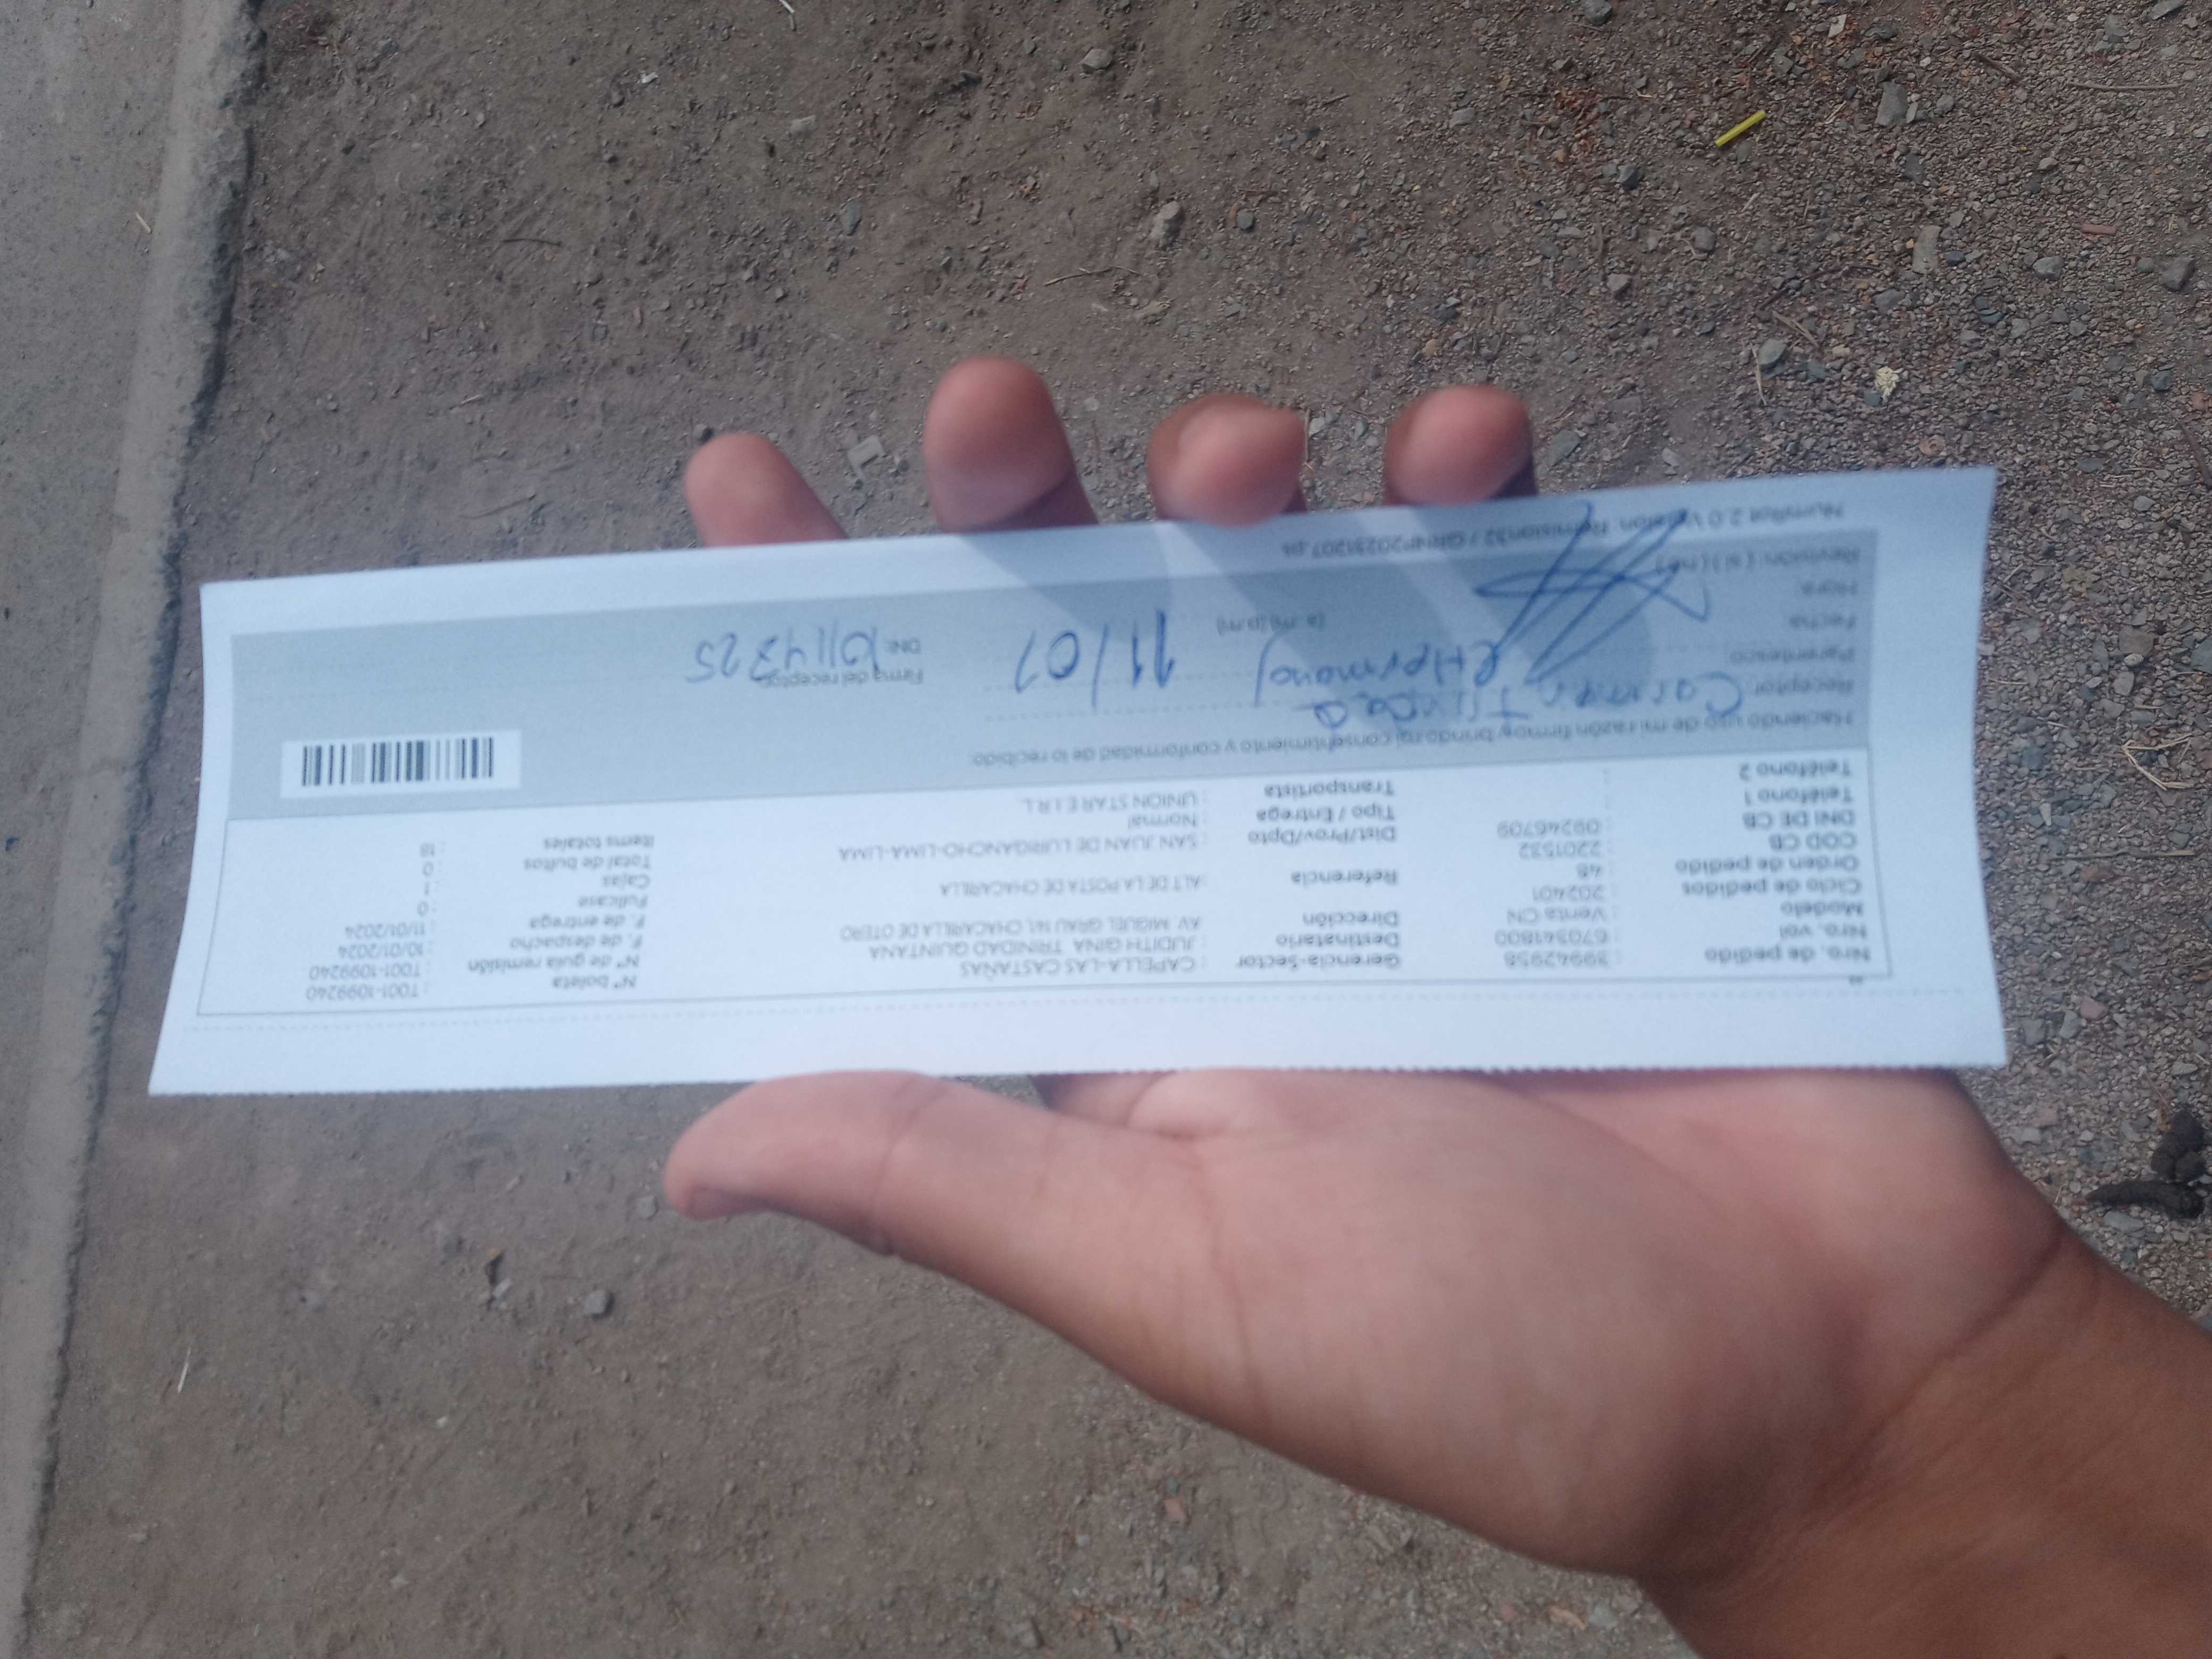 Nro. de pedido : 39942958 Gerencia-Sector : CAPELLA-LAS CASTAÑAS N° boleta : T001-1099240
Nro. vol : 670341800 Destinatario : JUDITH GINA TRINIDAD QUINTANA N° de guia remisión : T001-1099240
Modelo : Venta CN Dirección : AV. MIGUEL GRAU 141, CHACARILLA DE OTERO F. de despacho : 10/01/2024
Ciclo de pedidos : 202401 F. de entrega : 11/01/2024
Orden de pedido : 48 Referencia : ALT DE LA POSTA DE CHACARILLA Fullcase : 0
COD CB : 2201532 Dist/Prov/Dpto : SAN JUAN DE LURIGANCHO-LIMA-LIMA Cajas : 1
DNI DE CB : 09246709 Tipo / Entrega : Normal Total de bultos : 0
Teléfono 1 : Transportista : UNION STAR E.I.R.L Items totales : 18
Teléfono 2 :
Haciendo uso de mi razón firmo y brindo mi consentimiento y conformidad de lo recibido:
Receptor Carmen Firma del receptor:
Parentesco (Hermana) 11/01 DNI: 10114325
Fecha
Hora: (a.m) (p.m)
Revisión: ( si ) ( no )